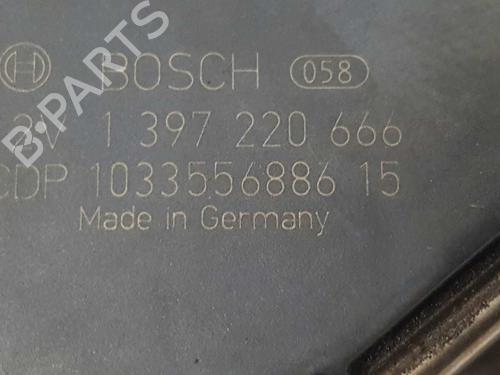 BOSCH 058
1 397 220 666
CDP 1033556886 15
Made in Germany
B-PARTS